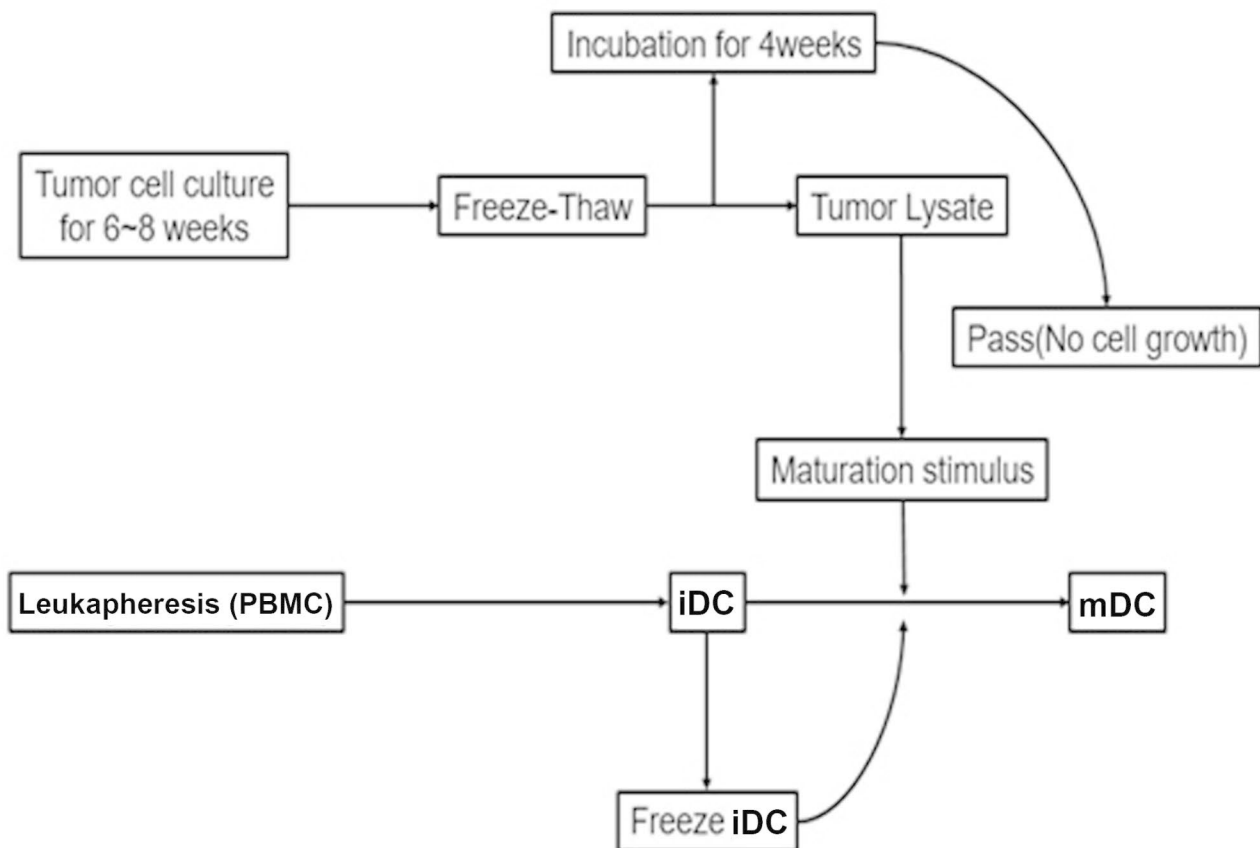 Incubation for 4weeks
Tumor cell culture
for 6~8 weeks
Freeze-Thaw
Tumor Lysate
Pass(No cell growth)
Maturation stimulus
Leukapheresis (PBMC)
iDC
mDC
Freeze iDC